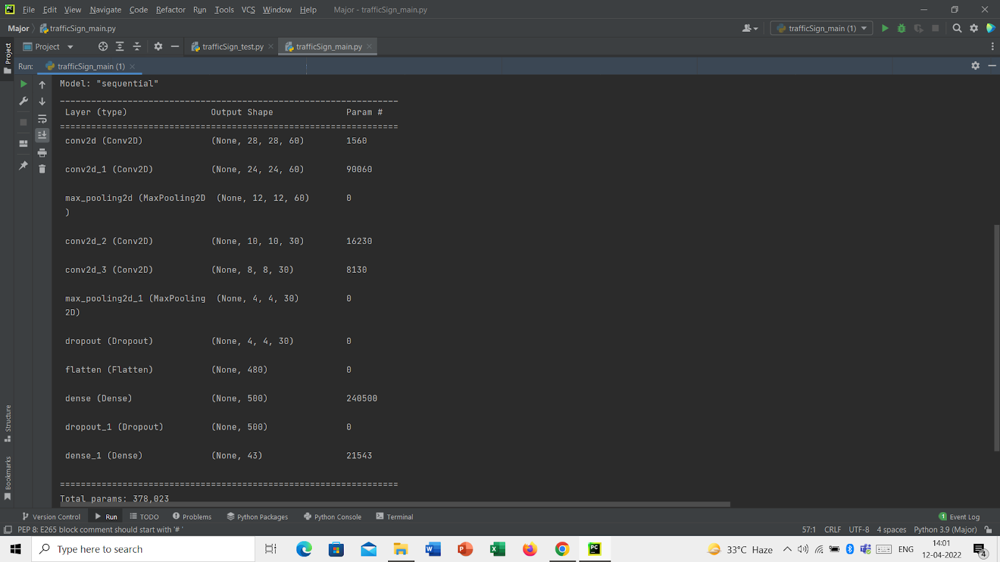 File Edit View Navigate Code Refactor Run Tools VCS Window Help Major - trafficSign_main.py
Major trafficSign_main.py trafficSign_main (1)
Project trafficSign_test.py trafficSign_main.py
Project
Run: trafficSign_main (1)
Model: "sequential"
_________________________________________________________________
Layer (type) Output Shape Param #
=================================================================
conv2d (Conv2D) (None, 28, 28, 60) 1560
conv2d_1 (Conv2D) (None, 24, 24, 60) 90060
max_pooling2d (MaxPooling2D (None, 12, 12, 60) 0
)
conv2d_2 (Conv2D) (None, 10, 10, 30) 16230
conv2d_3 (Conv2D) (None, 8, 8, 30) 8130
max_pooling2d_1 (MaxPooling (None, 4, 4, 30) 0
2D)
dropout (Dropout) (None, 4, 4, 30) 0
flatten (Flatten) (None, 480) 0
dense (Dense) (None, 500) 240500
dropout_1 (Dropout) (None, 500) 0
dense_1 (Dense) (None, 43) 21543
=================================================================
Total params: 378,023
Structure
Bookmarks
Version Control Run TODO Problems Python Packages Python Console Terminal 1 Event Log
PEP 8: E265 block comment should start with '# ' 57:1 CRLF UTF-8 4 spaces Python 3.9 (Major)
Type here to search 33°C Haze ENG 14:01
12-04-2022 4